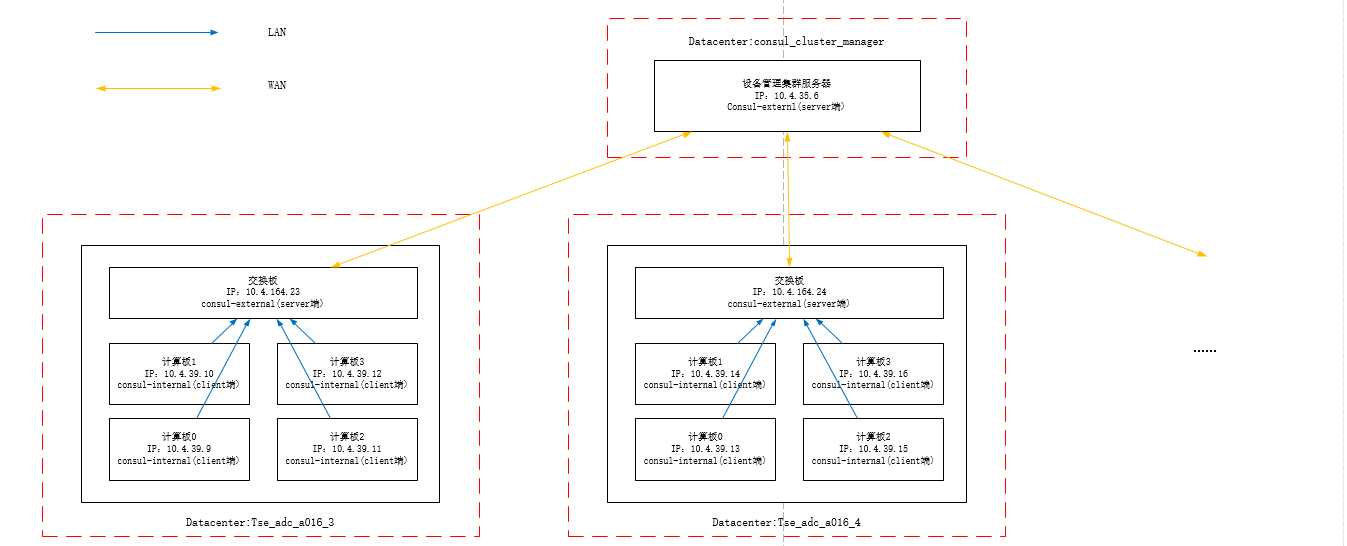 LAN
WAN
Datacenter:consul_cluster_manager
设备管理集群服务器
IP: 10.4.35.6
Consul-externl(server端)
交换板
IP: 10.4.164.23
consul-external(server端)
计算板1
IP: 10.4.39.10
consul-internal(client端)
计算板3
IP: 10.4.39.12
consul-internal(client端)
计算板0
IP: 10.4.39.9
consul-internal(client端)
计算板2
IP: 10.4.39.11
consul-internal(client端)
Datacenter:Tse_adc_a016_3
交换板
IP: 10.4.164.24
consul-external(server端)
计算板1
IP: 10.4.39.14
consul-internal(client端)
计算板3
IP: 10.4.39.16
consul-internal(client端)
计算板0
IP: 10.4.39.13
consul-internal(client端)
计算板2
IP: 10.4.39.15
consul-internal(client端)
Datacenter:Tse_adc_a016_4
……